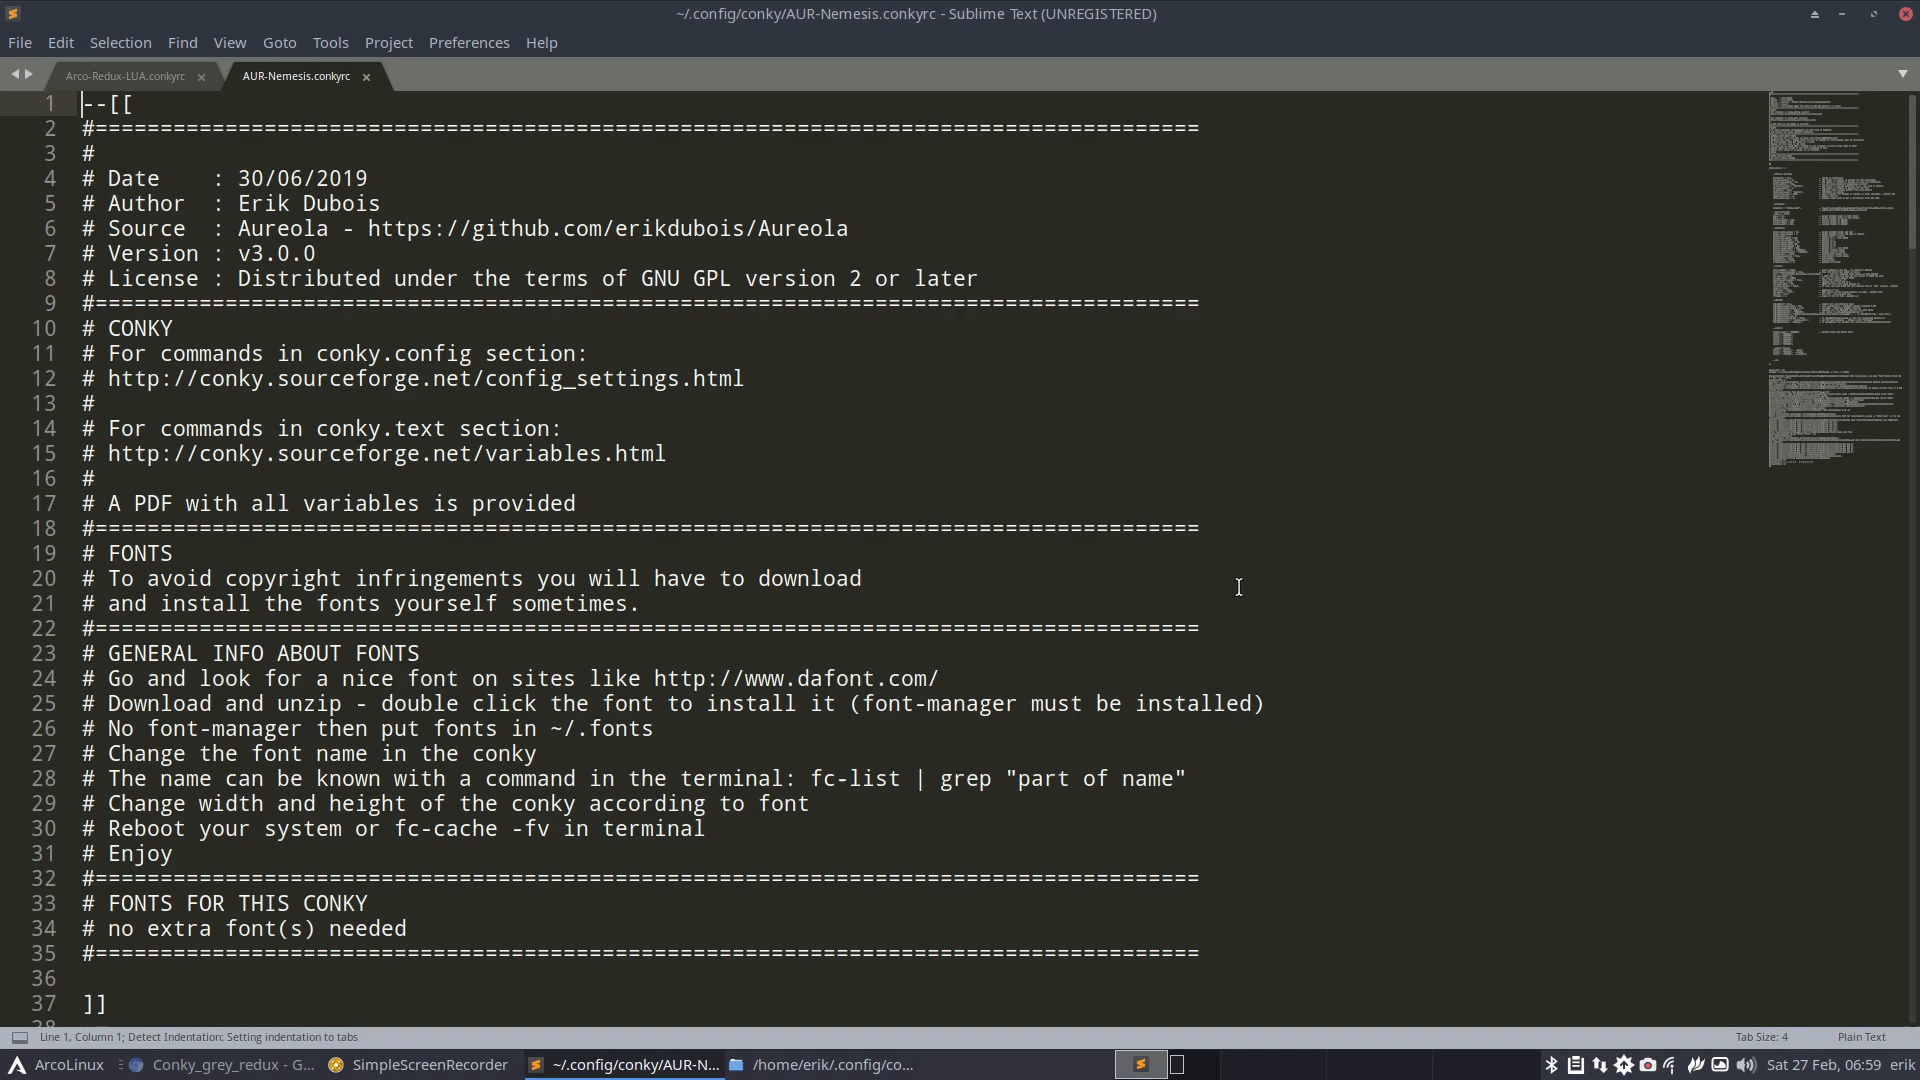 ~/.config/conky/AUR-Nemesis.conkyrc - Sublime Text (UNREGISTERED)
File Edit Selection Find View Goto Tools Project Preferences Help
Arco-Redux-LUA.conkyrc × AUR-Nemesis.conkyrc ×
1 --[[
2 #=====================================================================================
3 #
4 # Date    : 30/06/2019
5 # Author  : Erik Dubois
6 # Source  : Aureola - https://github.com/erikdubois/Aureola
7 # Version : v3.0.0
8 # License : Distributed under the terms of GNU GPL version 2 or later
9 #=====================================================================================
10 # CONKY
11 # For commands in conky.config section:
12 # http://conky.sourceforge.net/config_settings.html
13 #
14 # For commands in conky.text section:
15 # http://conky.sourceforge.net/variables.html
16 #
17 # A PDF with all variables is provided
18 #=====================================================================================
19 # FONTS
20 # To avoid copyright infringements you will have to download
21 # and install the fonts yourself sometimes.
22 #=====================================================================================
23 # GENERAL INFO ABOUT FONTS
24 # Go and look for a nice font on sites like http://www.dafont.com/
25 # Download and unzip - double click the font to install it (font-manager must be installed)
26 # No font-manager then put fonts in ~/.fonts
27 # Change the font name in the conky
28 # The name can be known with a command in the terminal: fc-list | grep "part of name"
29 # Change width and height of the conky according to font
30 # Reboot your system or fc-cache -fv in terminal
31 # Enjoy
32 #=====================================================================================
33 # FONTS FOR THIS CONKY
34 # no extra font(s) needed
35 #=====================================================================================
36
37 ]]
38
Line 1, Column 1; Detect Indentation: Setting indentation to tabs Tab Size: 4 Plain Text
ArcoLinux Conky_grey_redux - G... SimpleScreenRecorder ~/.config/conky/AUR-N... /home/erik/.config/co... Sat 27 Feb, 06:59 erik